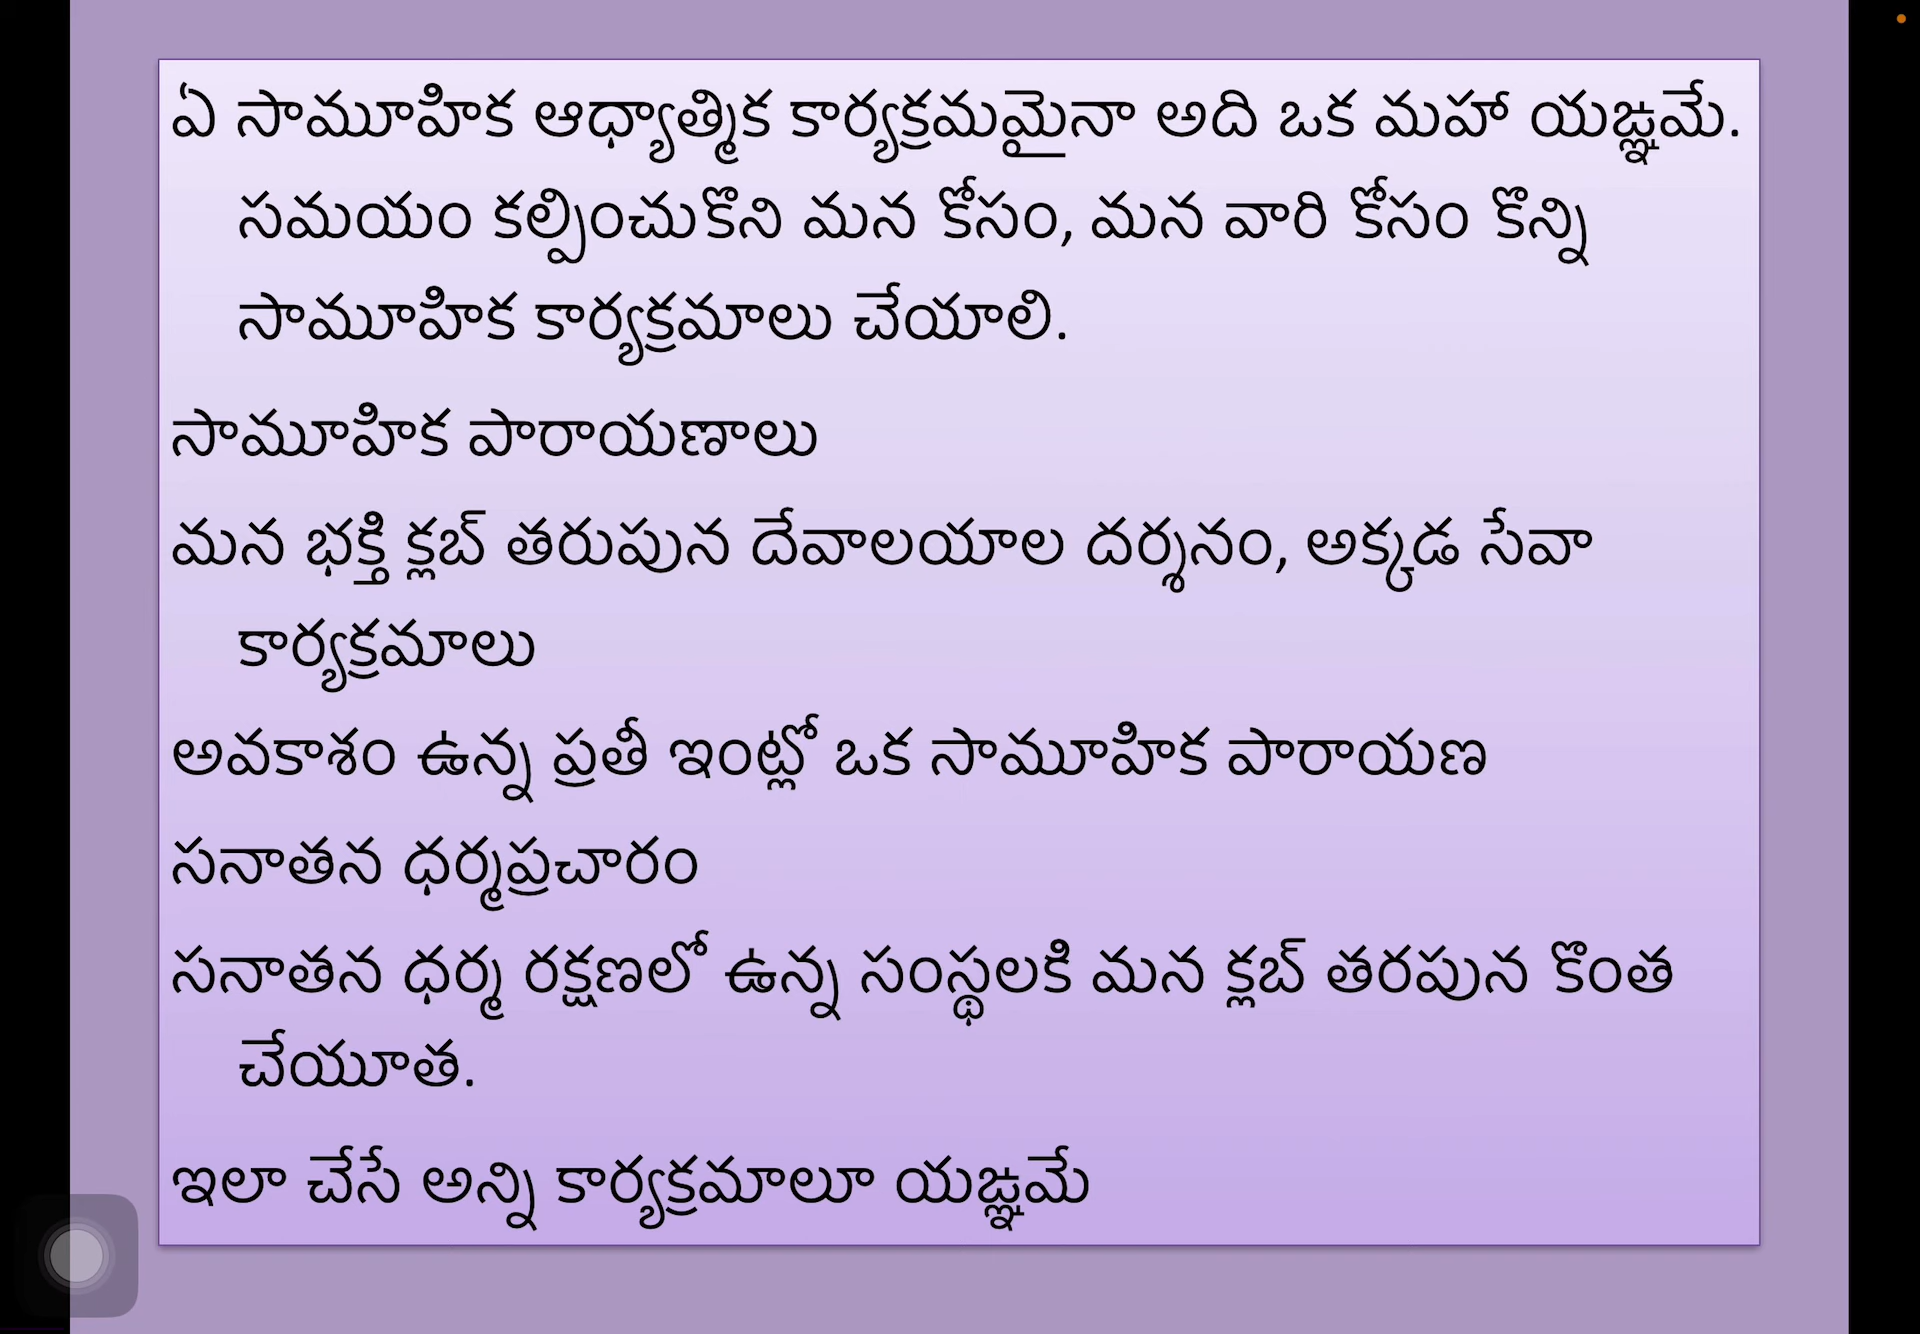 ఏ సామూహిక ఆధ్యాత్మిక కార్యక్రమమైనా అది ఒక మహా యఙ్ఞమే.
సమయం కల్పించుకొని మన కోసం, మన వారి కోసం కొన్ని
సామూహిక కార్యక్రమాలు చేయాలి.
సామూహిక పారాయణాలు
మన భక్తి క్లబ్ తరుపున దేవాలయాల దర్శనం, అక్కడ సేవా
కార్యక్రమాలు
అవకాశం ఉన్న ప్రతీ ఇంట్లో ఒక సామూహిక పారాయణ
సనాతన ధర్మప్రచారం
సనాతన ధర్మ రక్షణలో ఉన్న సంస్థలకి మన క్లబ్ తరపున కొంత
చేయూత.
ఇలా చేసే అన్ని కార్యక్రమాలూ యఙ్ఞమే